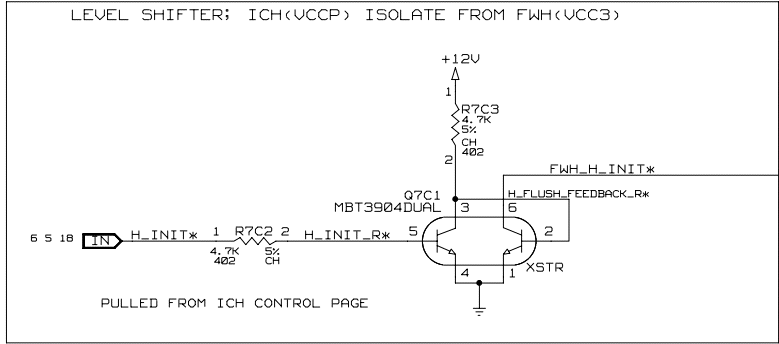 LEVEL SHIFTER; ICH(VCCP) ISOLATE FROM FWH(VCC3)
+12V
1
R7C3
4.7K
5%
CH
402
2
FWH_H_INIT*
Q7C1
MBT3904DUAL
H_FLUSH_FEEDBACK_R*
3
6
6 5 18
IN
H_INIT*
1
R7C2
2
H_INIT_R*
5
2
4.7K
5%
402
CH
4
1
XSTR
PULLED FROM ICH CONTROL PAGE